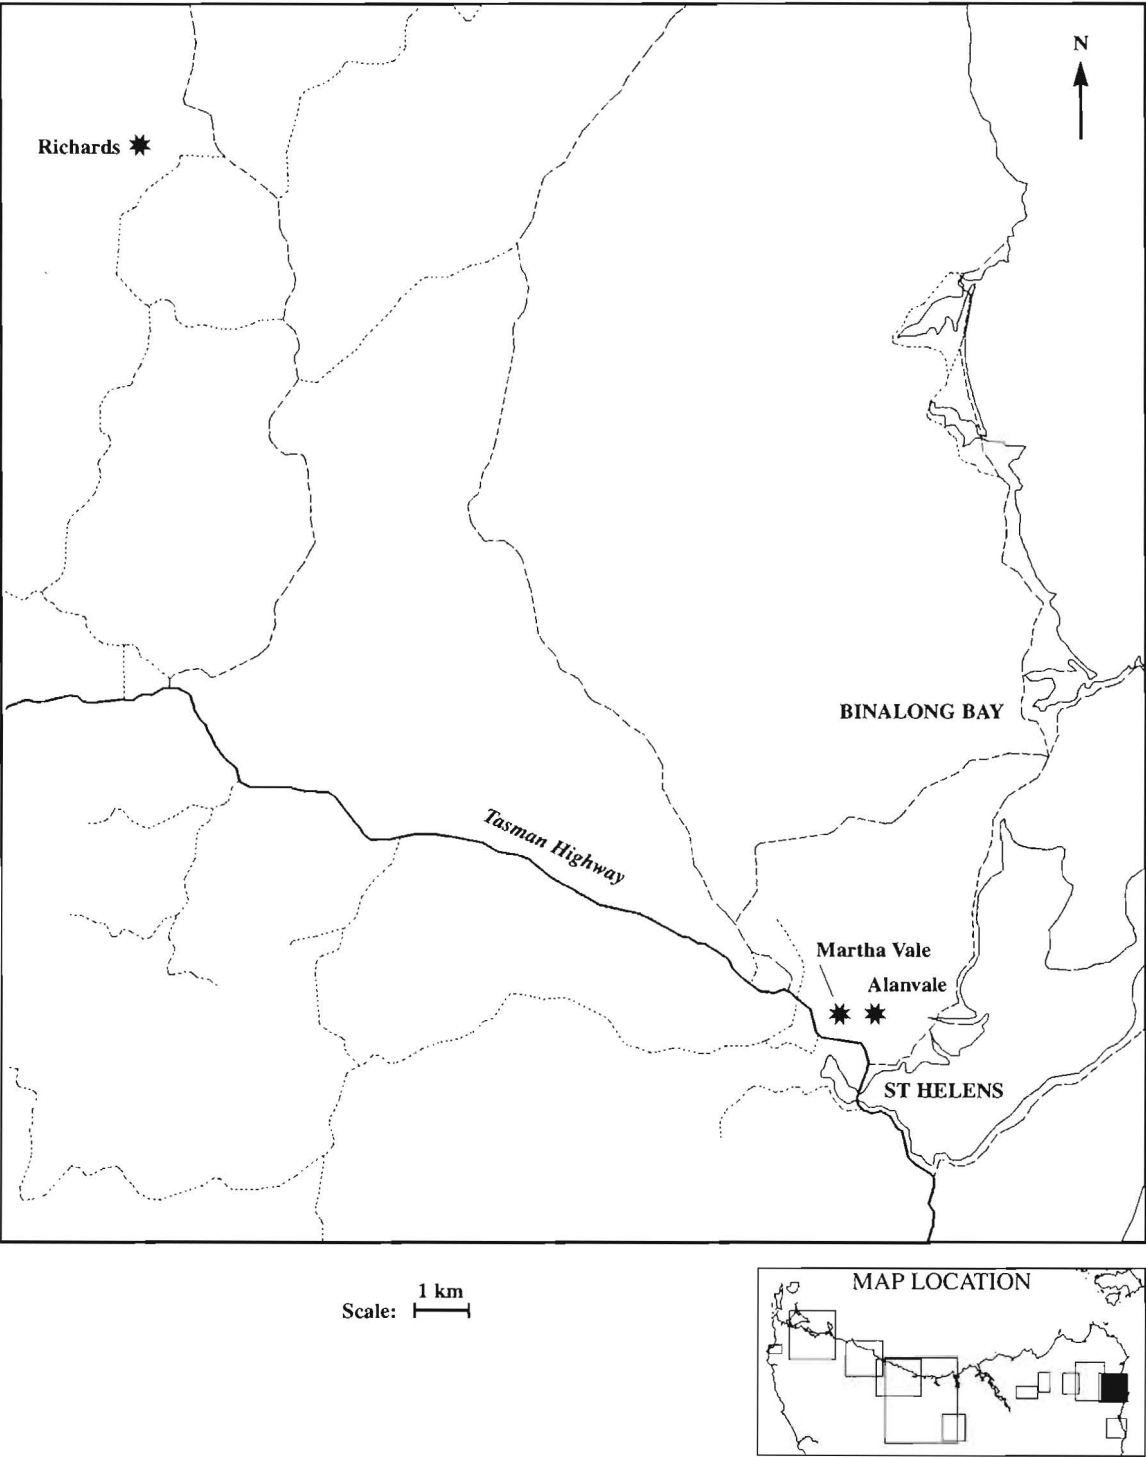 N
Richards
BINALONG BAY
Tasman Highway
Martha Vale
Alanvale
ST HELENS
1 km
Scale:
MAP LOCATION